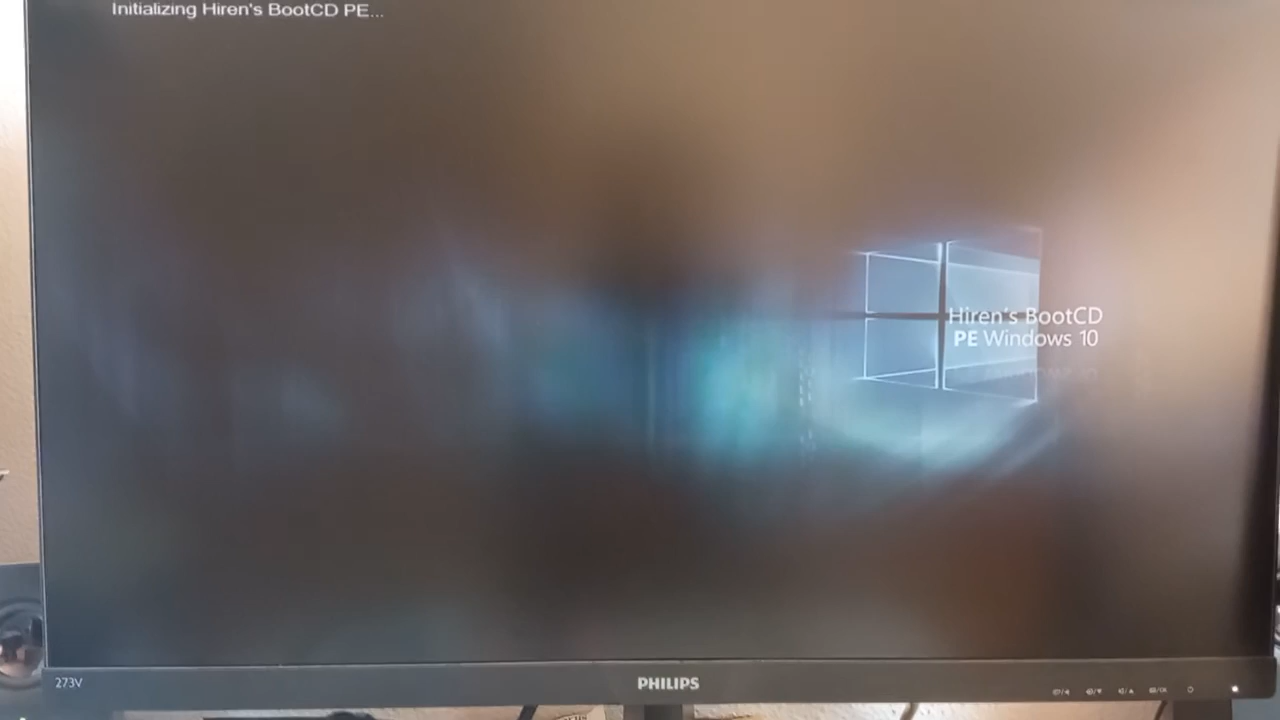 Initializing Hiren's BootCD PE...
Hiren's BootCD
PE Windows 10
273V
PHILIPS